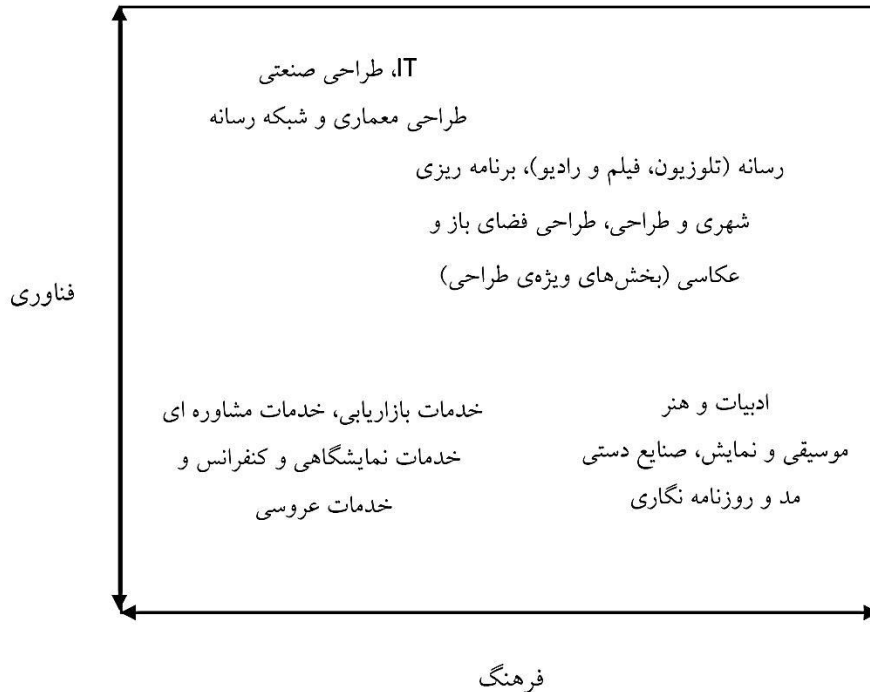 IT، طراحی صنعتی
طراحی معماری و شبکه رسانه
رسانه (تلوزیون، فیلم و رادیو)، برنامه ریزی
شهری و طراحی، طراحی فضای باز و
عکاسی (بخش‌های ویژه‌ی طراحی)
فناوری
ادبیات و هنر
موسیقی و نمایش، صنایع دستی
مد و روزنامه نگاری
خدمات بازاریابی، خدمات مشاوره ای
خدمات نمایشگاهی و کنفرانس و
خدمات عروسی
فرهنگ